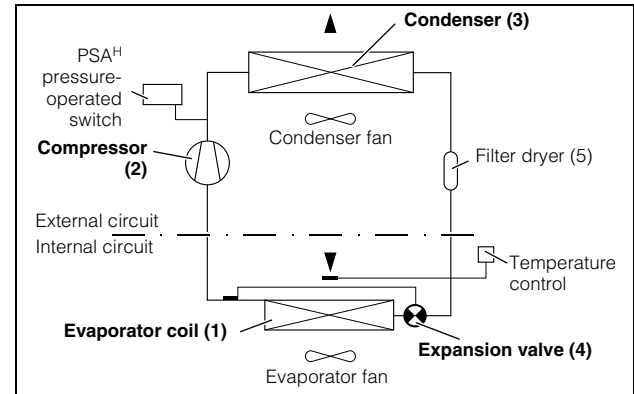 Condenser (3)
PSAᴴ
pressure-
operated
switch
Condenser fan
Compressor
(2)
Filter dryer (5)
External circuit
Internal circuit
Temperature
control
Evaporator coil (1)
Expansion valve (4)
Evaporator fan